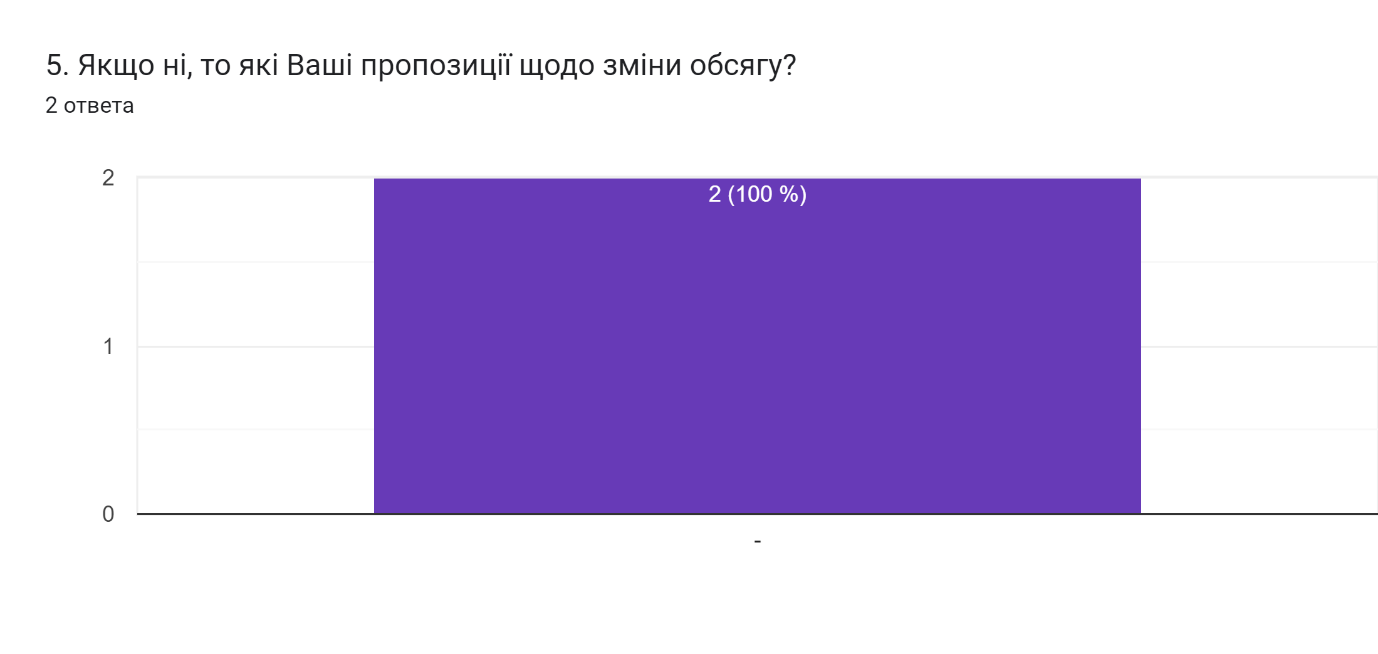 5. Якщо ні, то які Ваші пропозиції щодо зміни обсягу?
2 ответа
2
2 (100 %)
1
0
-